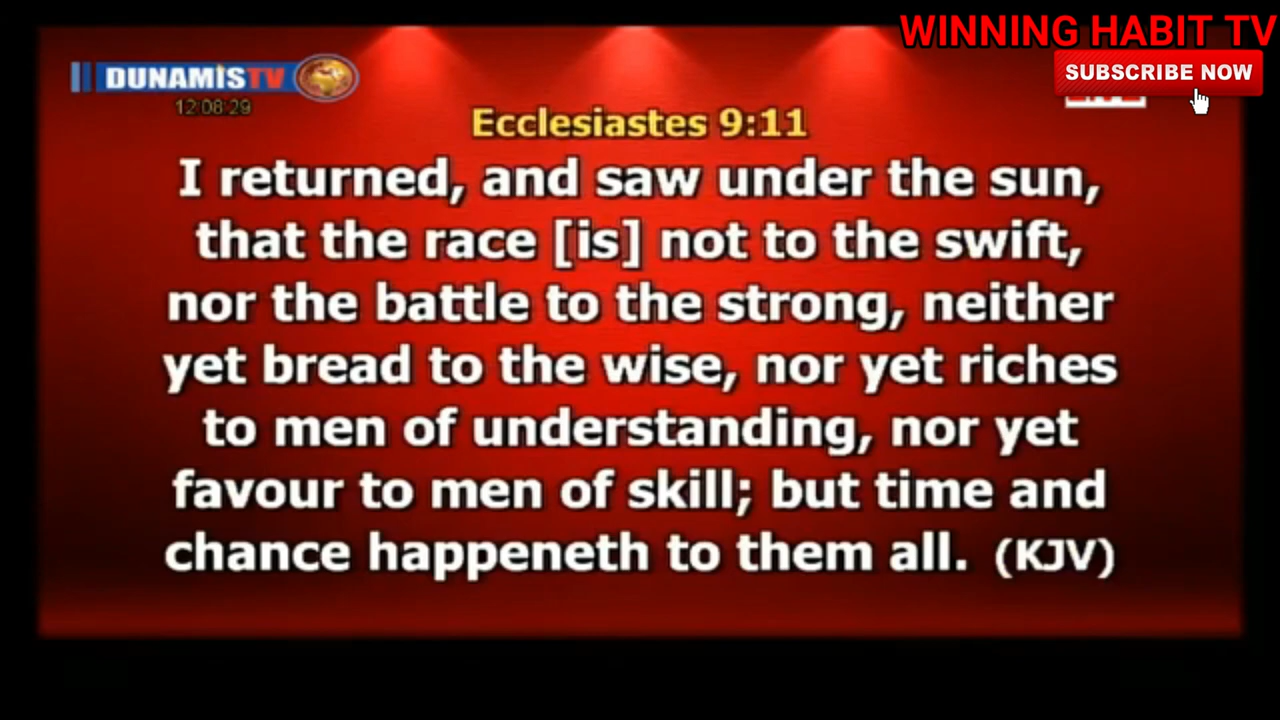 WINNING HABIT TV
DUNAMIS TV
SUBSCRIBE NOW
12:08:29
Ecclesiastes 9:11
I returned, and saw under the sun,
that the race [is] not to the swift,
nor the battle to the strong, neither
yet bread to the wise, nor yet riches
to men of understanding, nor yet
favour to men of skill; but time and
chance happeneth to them all. (KJV)